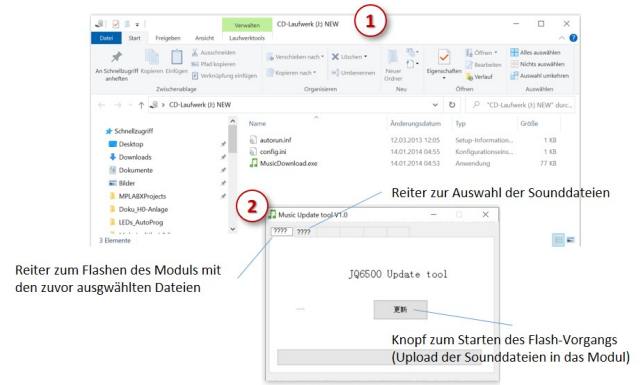 Verwalten CD-Laufwerk (J:) NEW
1
Datei Start Freigeben Ansicht Laufwerktools
An Schnellzugriff anheften
Kopieren
Einfügen
Ausschneiden
Pfad kopieren
Verknüpfung einfügen
Zwischenablage
Verschieben nach
Kopieren nach
Löschen
Umbenennen
Organisieren
Neuer Ordner
Neu
Eigenschaften
Öffnen
Bearbeiten
Verlauf
Öffnen
Alles auswählen
Nichts auswählen
Auswahl umkehren
Auswählen
CD-Laufwerk (J:) NEW
"CD-Laufwerk (J:) NEW" durc...
Schnellzugriff
Desktop
Downloads
Dokumente
Bilder
MPLABXProjects
Doku_H0-Anlage
LEDs_AutoProg
3 Elemente
Name Änderungsdatum Typ Größe
autorun.inf 12.03.2013 12:05 Setup-Information... 1 KB
config.ini 14.01.2014 04:55 Konfigurationseins... 1 KB
MusicDownload.exe 14.01.2014 04:53 Anwendung 77 KB
Reiter zur Auswahl der Sounddateien
2
Music Update tool V1.0
???? ????
JQ6500 Update tool
更新
Reiter zum Flashen des Moduls mit
den zuvor ausgwählten Dateien
Knopf zum Starten des Flash-Vorgangs
(Upload der Sounddateien in das Modul)